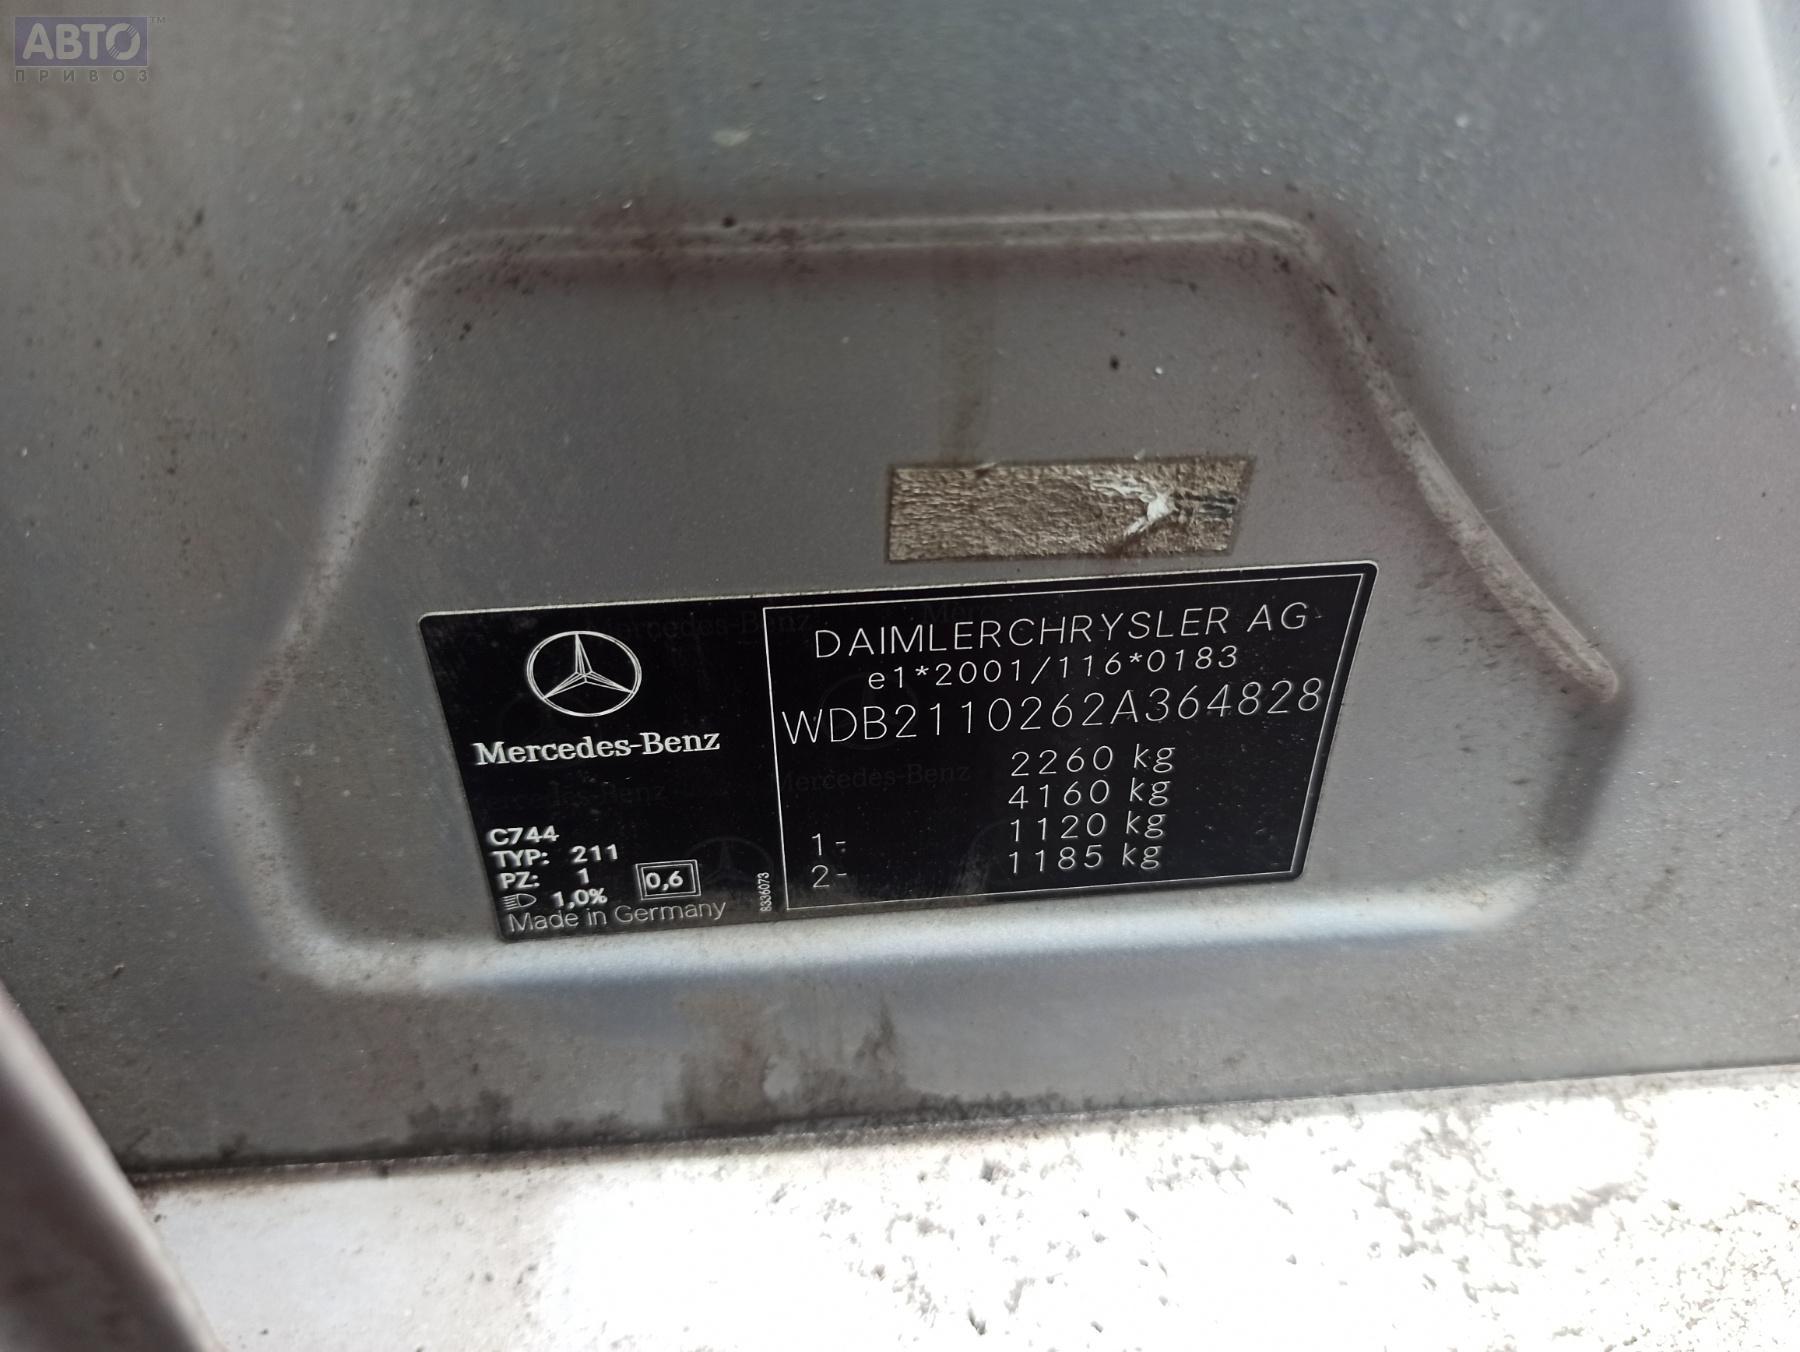 АВТО™
ПРИВОЗ
Mercedes-Benz
C744
TYP: 211
PZ: 1
1,0%
0,6
Made in Germany
8336073
DAIMLERCHRYSLER AG
e1*2001/116*0183
WDB2110262A364828
2260 kg
4160 kg
1- 1120 kg
2- 1185 kg